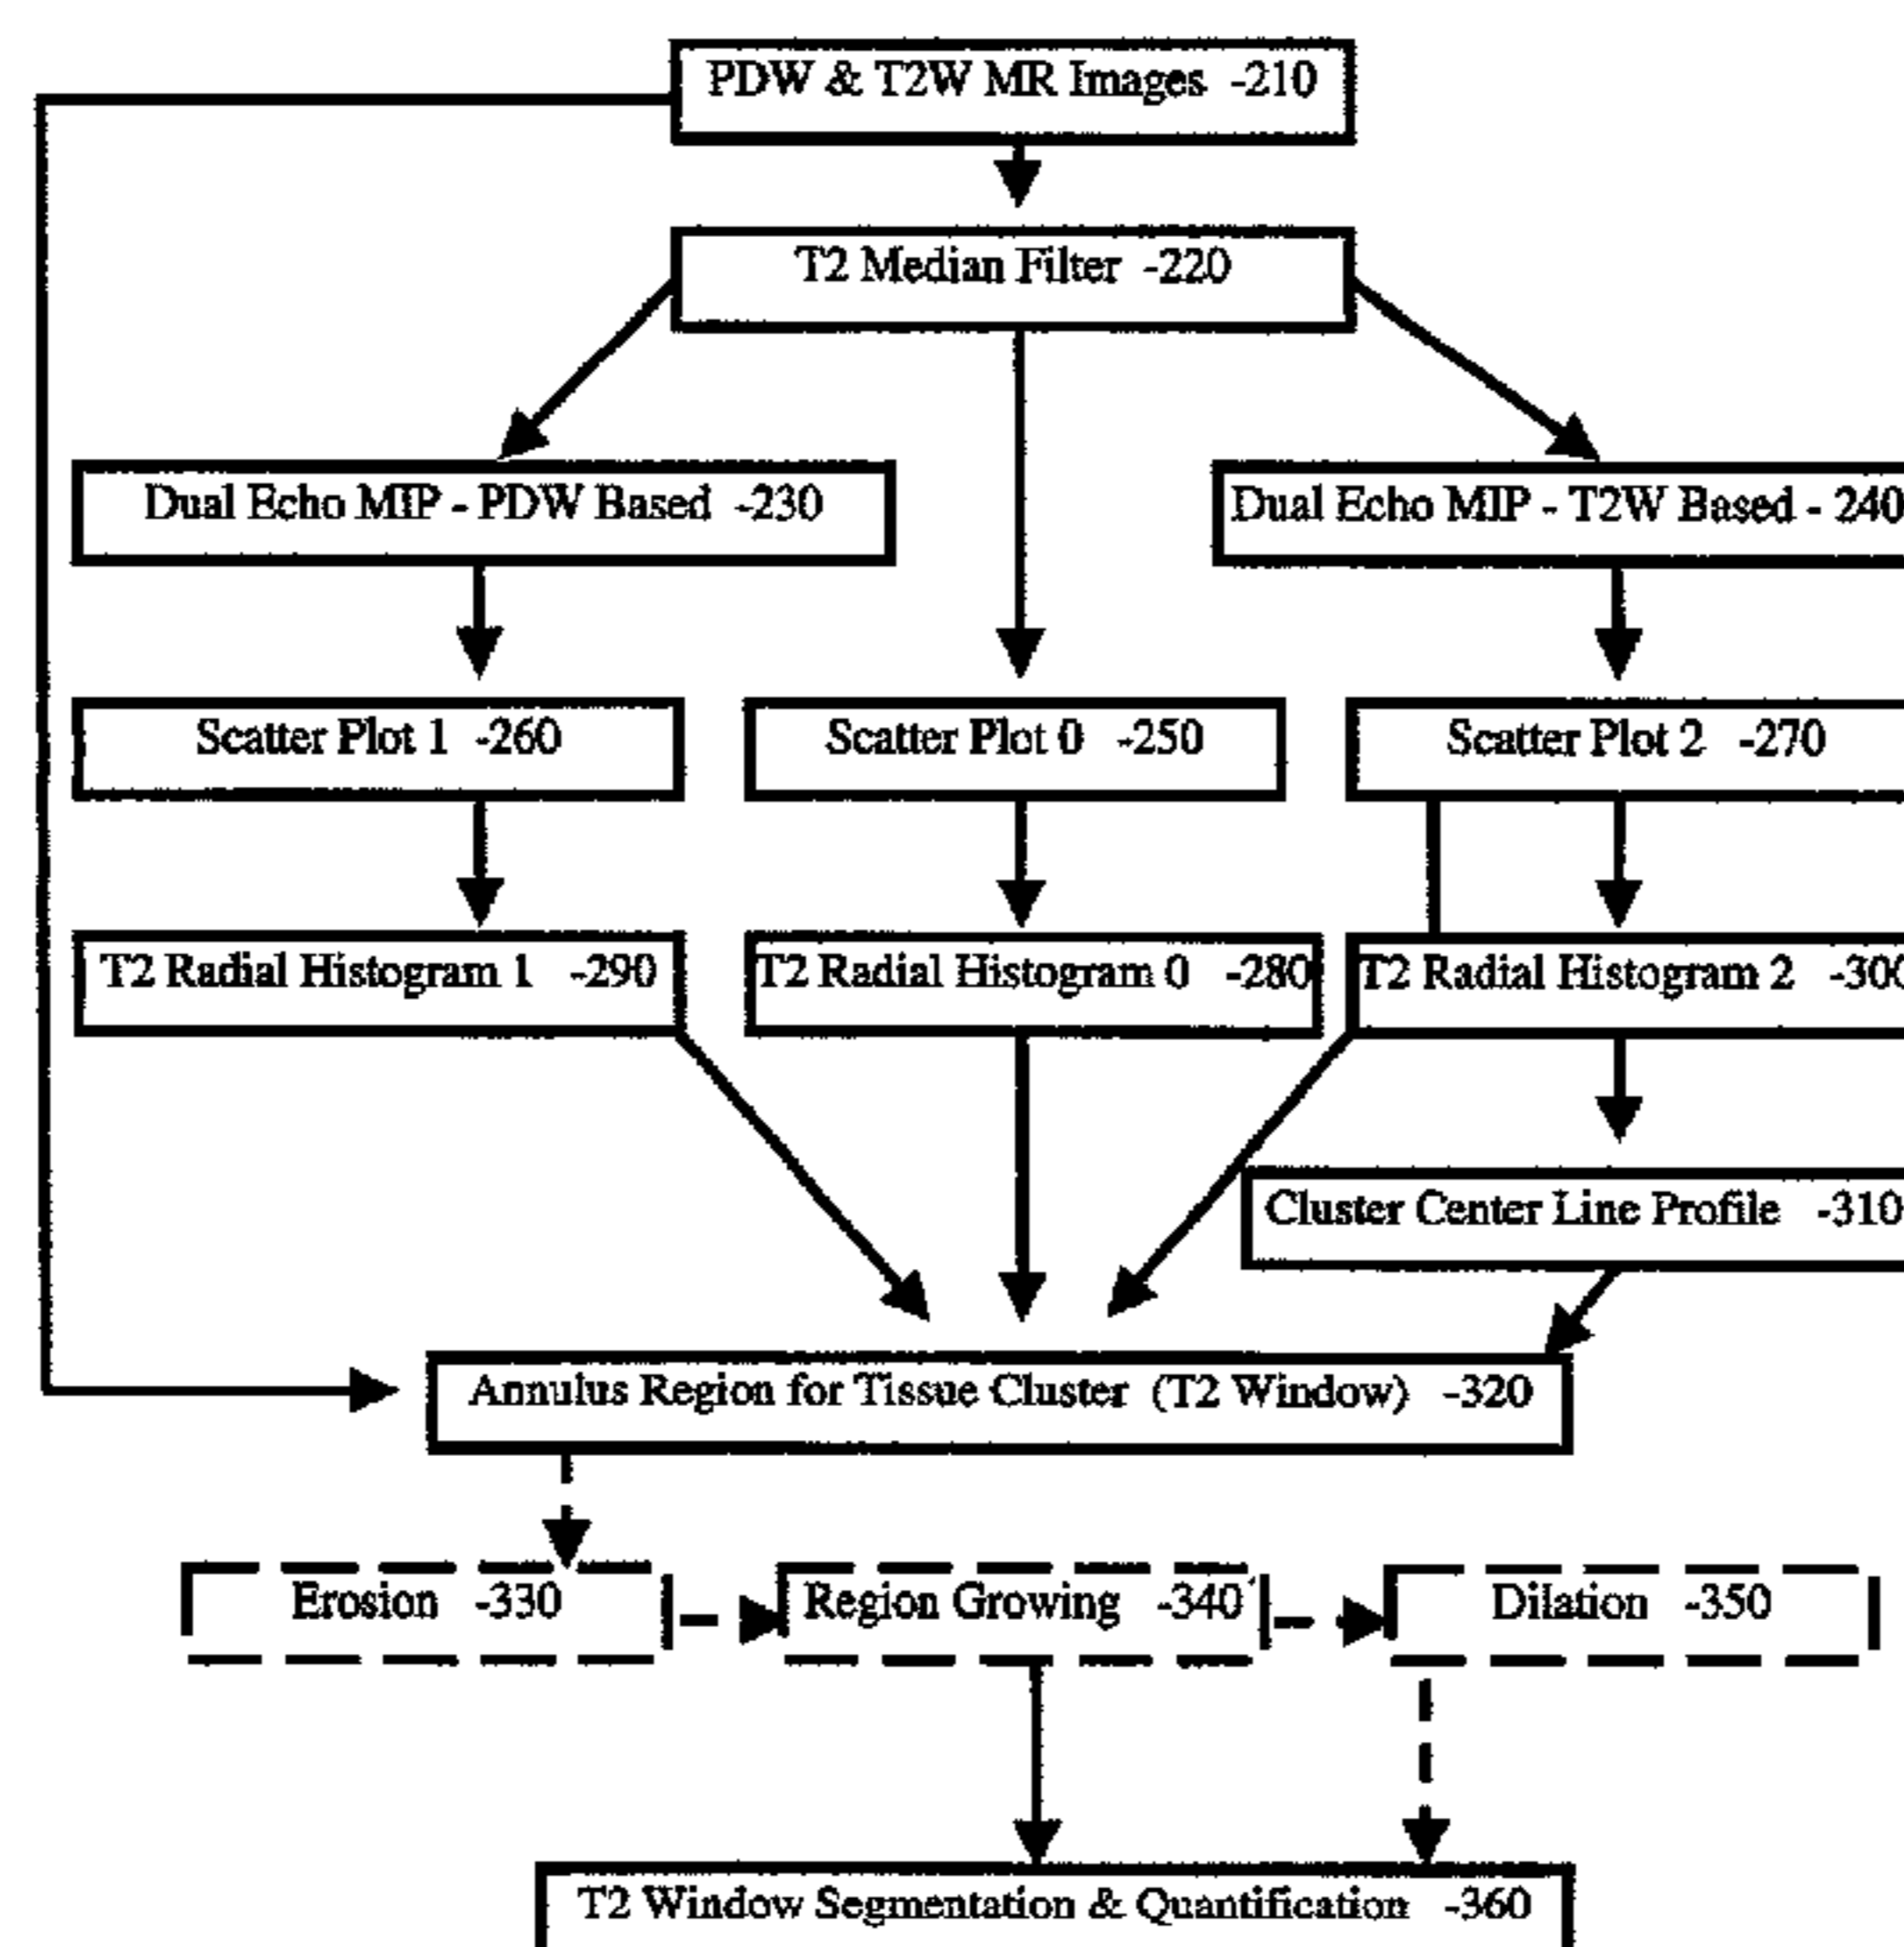 PDW & T2W MR Images -210
T2 Median Filter -220
Dual Echo MIP - PDW Based -230
Dual Echo MIP - T2W Based - 240
Scatter Plot 1 -260
Scatter Plot 0 -250
Scatter Plot 2 -270
T2 Radial Histogram 1 -290
T2 Radial Histogram 0 -280
T2 Radial Histogram 2 -300
Cluster Center Line Profile -310
Annulus Region for Tissue Cluster (T2 Window) -320
Erosion -330
Region Growing -340
Dilation -350
T2 Window Segmentation & Quantification -360